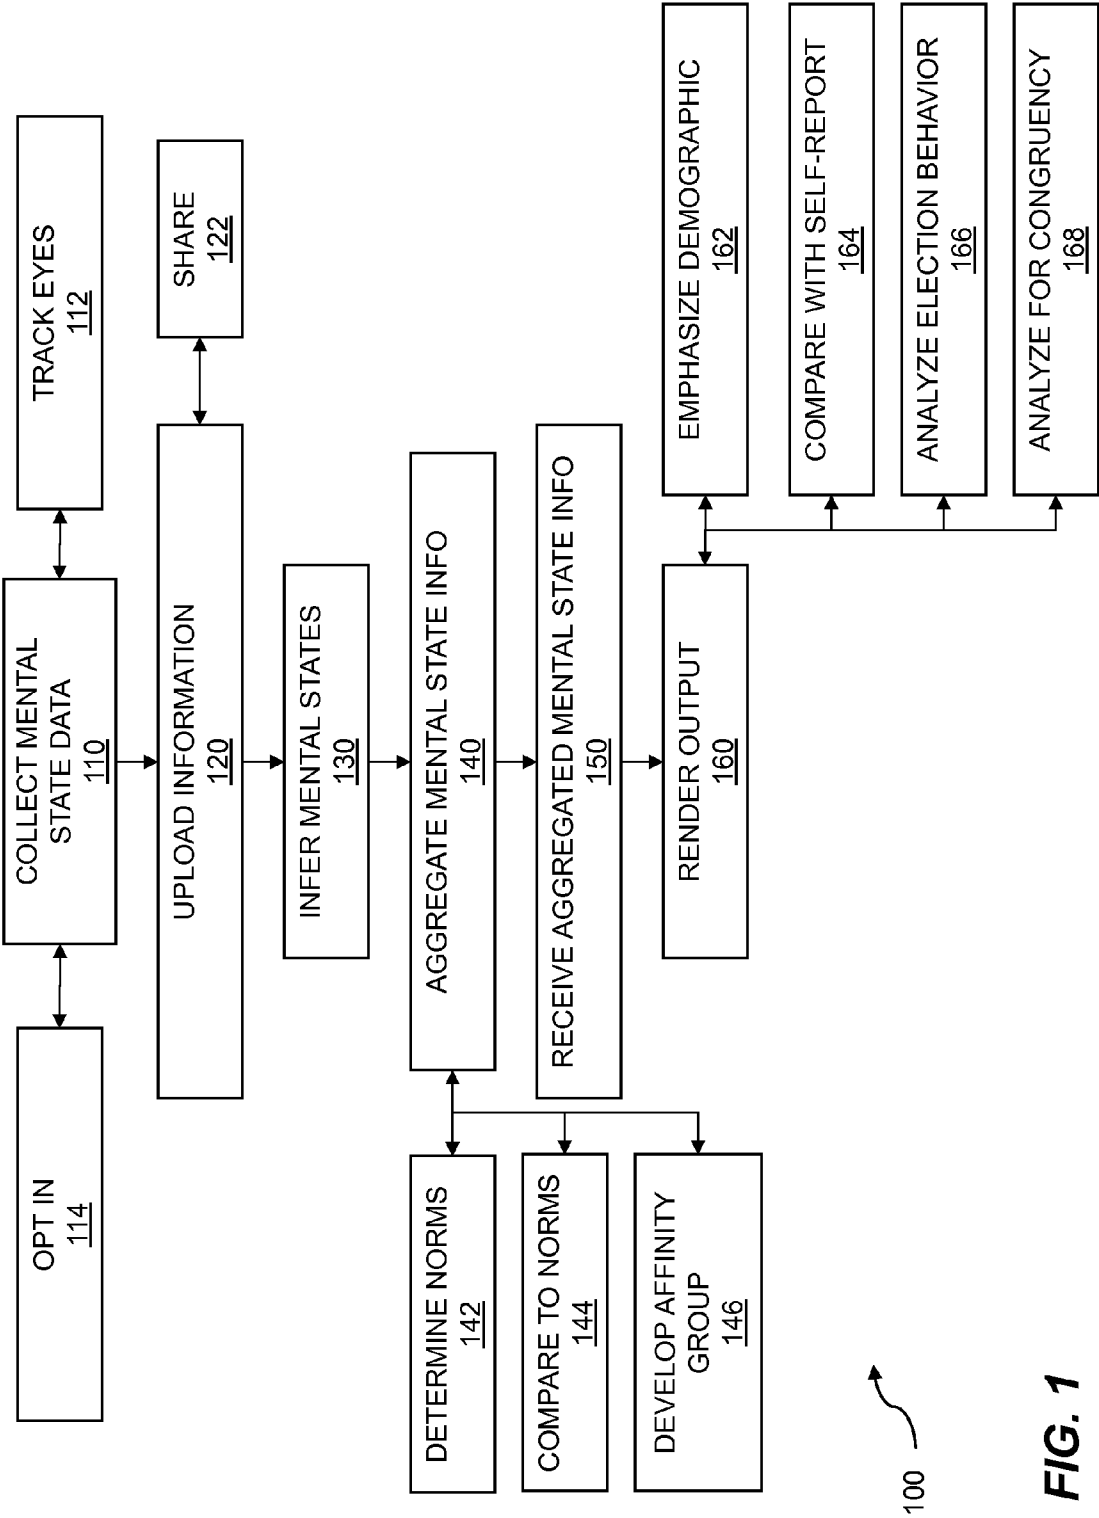 OPT IN
114
COLLECT MENTAL
STATE DATA
110
TRACK EYES
112
UPLOAD INFORMATION
120
SHARE
122
INFER MENTAL STATES
130
DETERMINE NORMS
142
AGGREGATE MENTAL STATE INFO
140
COMPARE TO NORMS
144
RECEIVE AGGREGATED MENTAL STATE INFO
150
DEVELOP AFFINITY
GROUP
146
RENDER OUTPUT
160
EMPHASIZE DEMOGRAPHIC
162
COMPARE WITH SELF-REPORT
164
ANALYZE ELECTION BEHAVIOR
166
ANALYZE FOR CONGRUENCY
168
100
FIG. 1